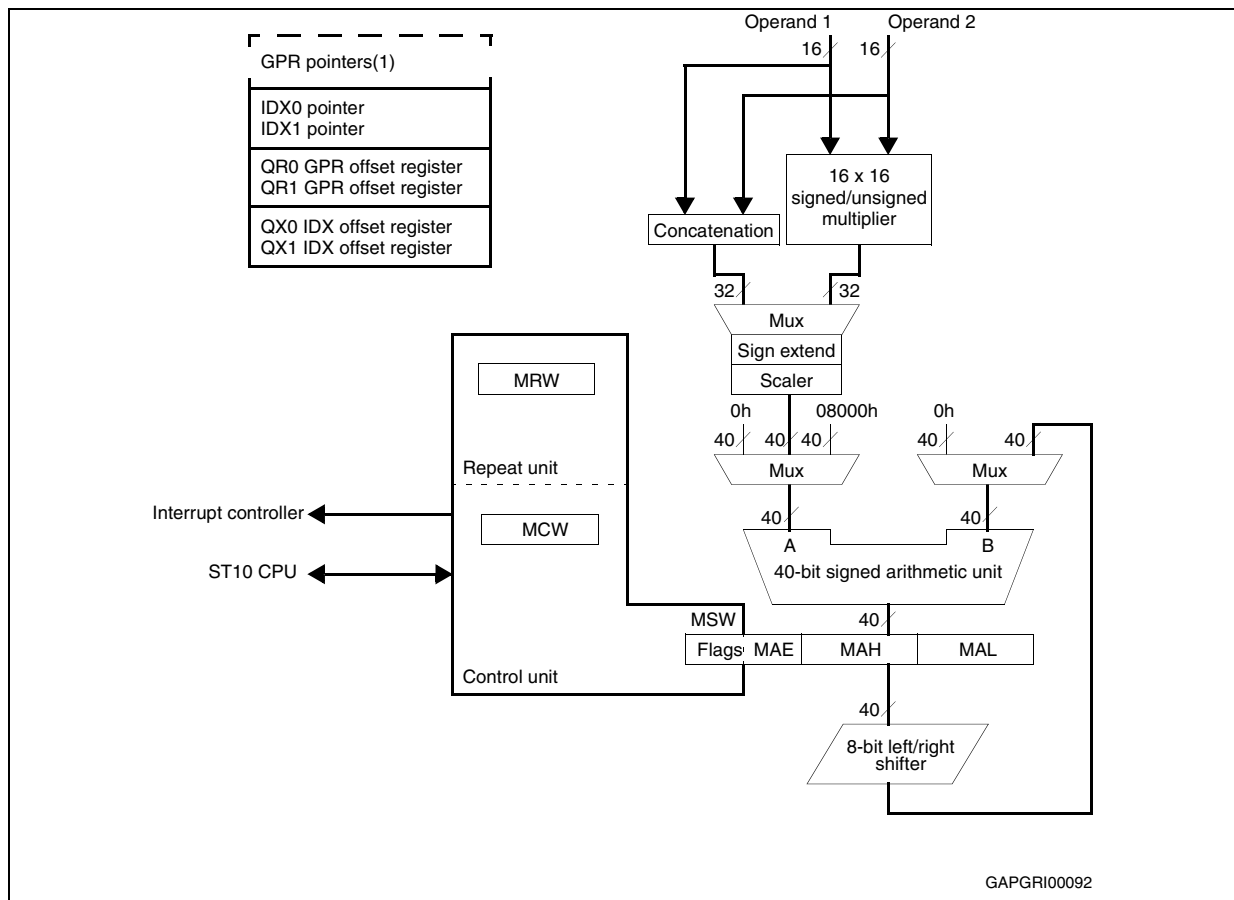 Operand 1
Operand 2
16
16
GPR pointers(1)
IDX0 pointer
IDX1 pointer
QR0 GPR offset register
QR1 GPR offset register
QX0 IDX offset register
QX1 IDX offset register
16 x 16
signed/unsigned
multiplier
Concatenation
32
32
Mux
Sign extend
Scaler
MRW
0h
08000h
0h
40
40
40
40
40
Mux
Mux
Repeat unit
Interrupt controller
MCW
40
40
A
B
40-bit signed arithmetic unit
ST10 CPU
MSW
40
Flags
MAE
MAH
MAL
Control unit
40
8-bit left/right
shifter
GAPGRI00092